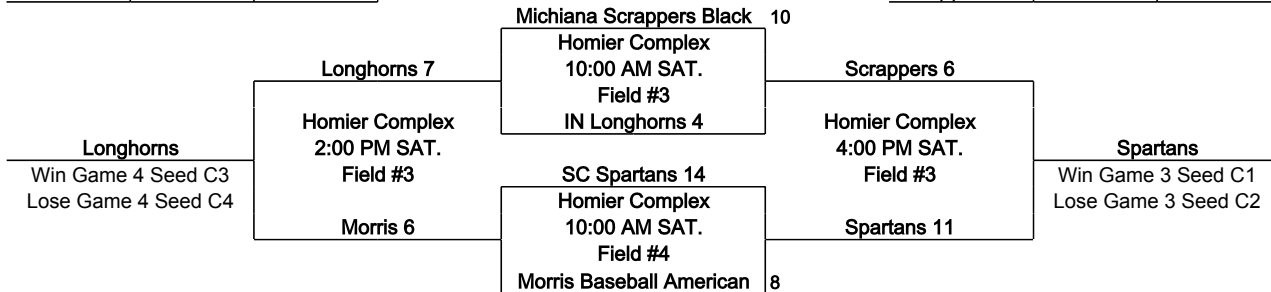 Michiana Scrappers Black 10
Homier Complex
10:00 AM SAT.
Field #3
IN Longhorns 4
Longhorns 7
Scrappers 6
Homier Complex
2:00 PM SAT.
Field #3
Homier Complex
4:00 PM SAT.
Field #3
Longhorns
Win Game 4 Seed C3
Lose Game 4 Seed C4
Spartans
Win Game 3 Seed C1
Lose Game 3 Seed C2
SC Spartans 14
Homier Complex
10:00 AM SAT.
Field #4
Morris Baseball American 8
Morris 6
Spartans 11